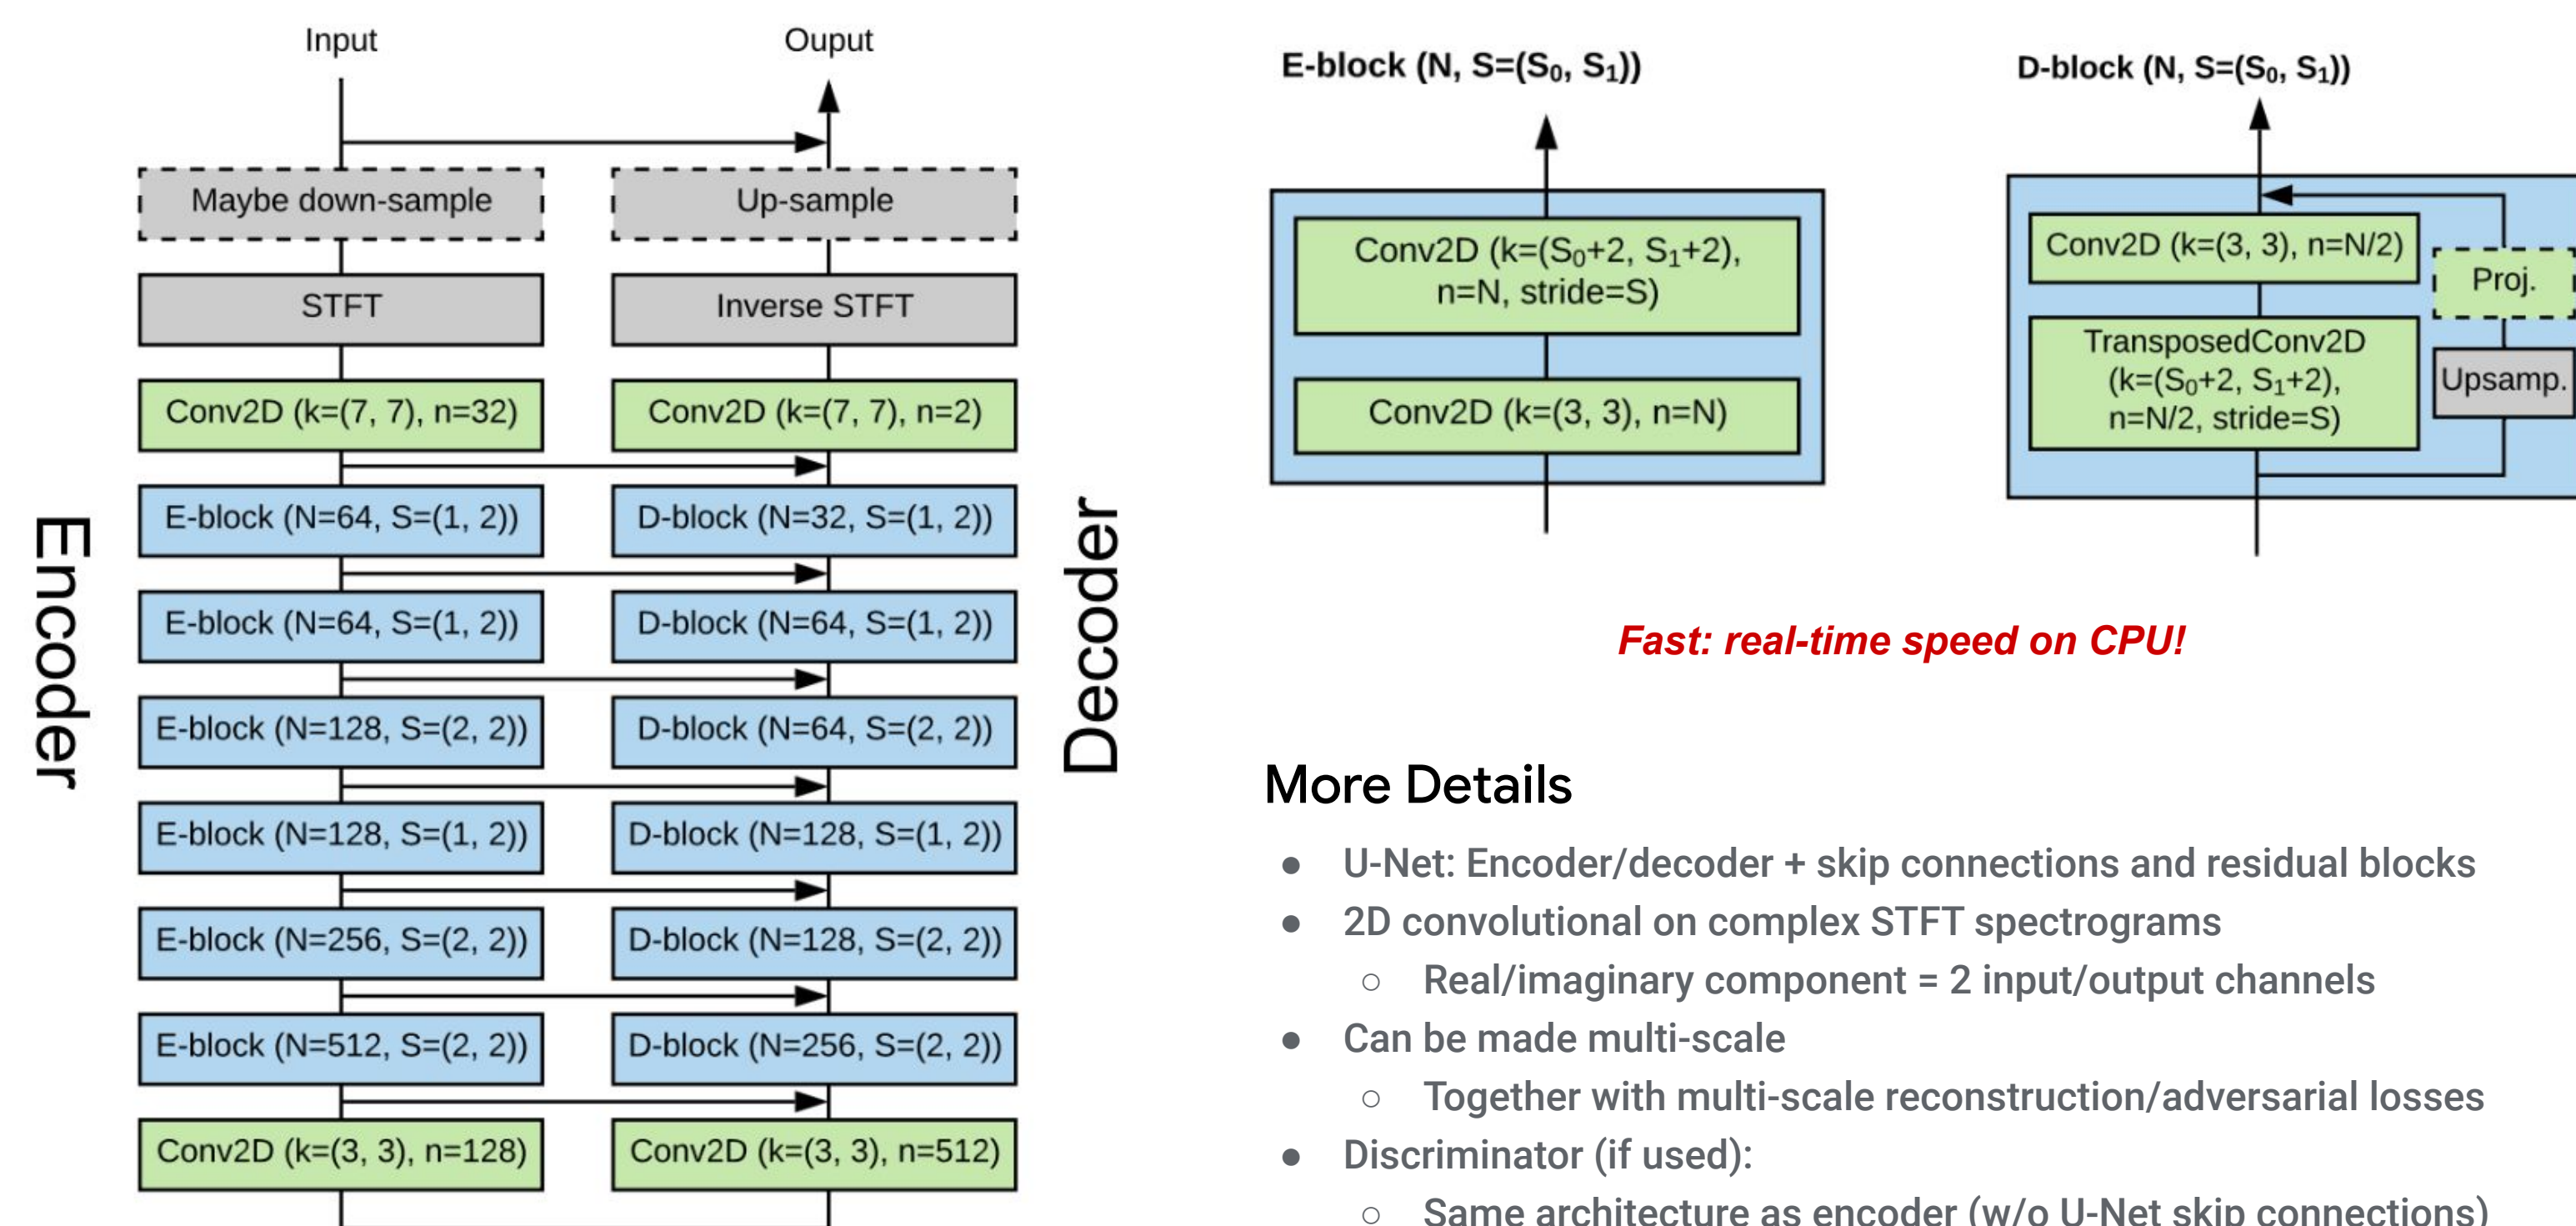 Input
Ouput
Maybe down-sample
Up-sample
STFT
Inverse STFT
Conv2D (k=(7, 7), n=32)
Conv2D (k=(7, 7), n=2)
E-block (N=64, S=(1, 2))
D-block (N=32, S=(1, 2))
E-block (N=64, S=(1, 2))
D-block (N=64, S=(1, 2))
E-block (N=128, S=(2, 2))
D-block (N=64, S=(2, 2))
E-block (N=128, S=(1, 2))
D-block (N=128, S=(1, 2))
E-block (N=256, S=(2, 2))
D-block (N=128, S=(2, 2))
E-block (N=512, S=(2, 2))
D-block (N=256, S=(2, 2))
Conv2D (k=(3, 3), n=128)
Conv2D (k=(3, 3), n=512)
Encoder
Decoder
E-block (N, S=(S₀, S₁))
Conv2D (k=(S₀+2, S₁+2),
n=N, stride=S)
Conv2D (k=(3, 3), n=N)
D-block (N, S=(S₀, S₁))
Conv2D (k=(3, 3), n=N/2)
Proj.
TransposedConv2D
(k=(S₀+2, S₁+2),
n=N/2, stride=S)
Upsamp.
Fast: real-time speed on CPU!
More Details
● U-Net: Encoder/decoder + skip connections and residual blocks
● 2D convolutional on complex STFT spectrograms
○ Real/imaginary component = 2 input/output channels
● Can be made multi-scale
○ Together with multi-scale reconstruction/adversarial losses
● Discriminator (if used):
○ Same architecture as encoder (w/o U-Net skip connections)